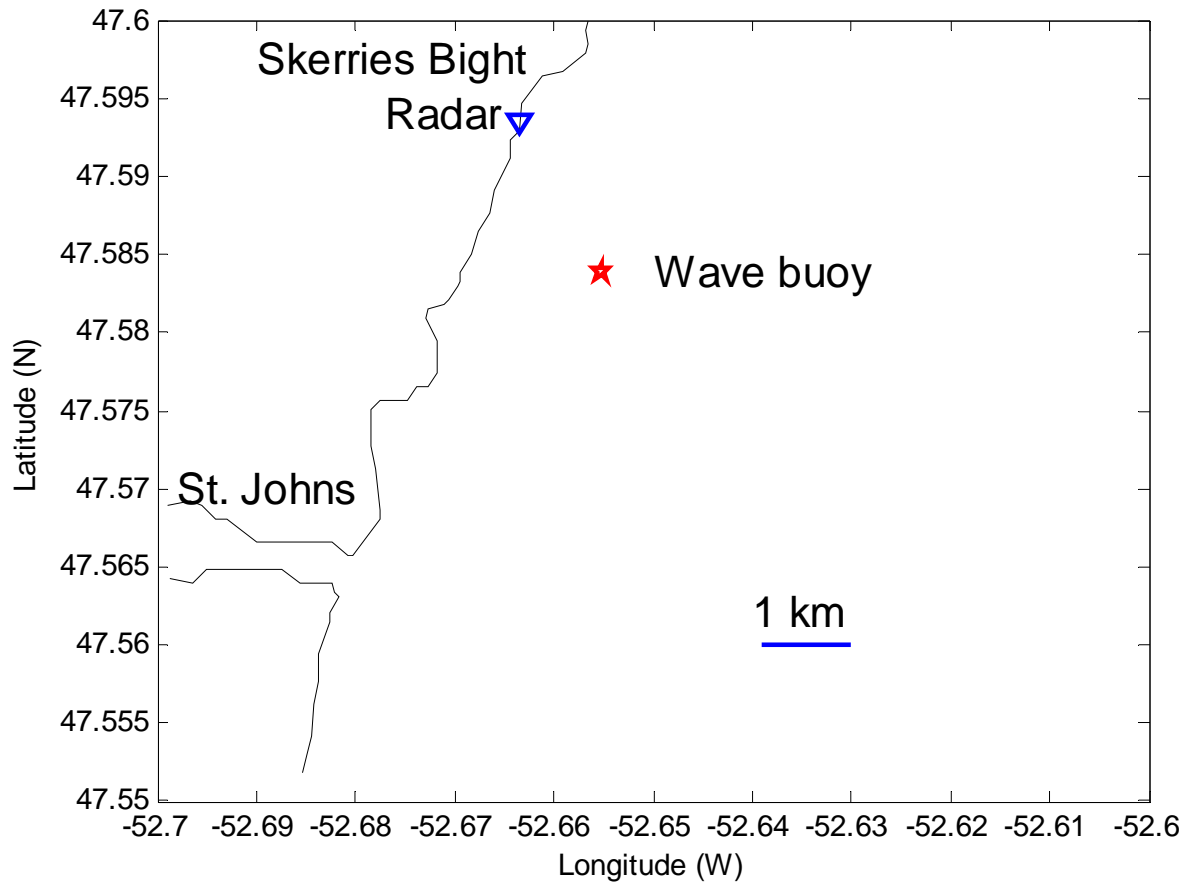 47.6
Skerries Bight
47.595
Radar
47.59
47.585
Wave buoy
47.58
47.575
Latitude (N)
47.57
St. Johns
47.565
1 km
47.56
47.555
47.55
-52.7 -52.69 -52.68 -52.67 -52.66 -52.65 -52.64 -52.63 -52.62 -52.61 -52.6
Longitude (W)